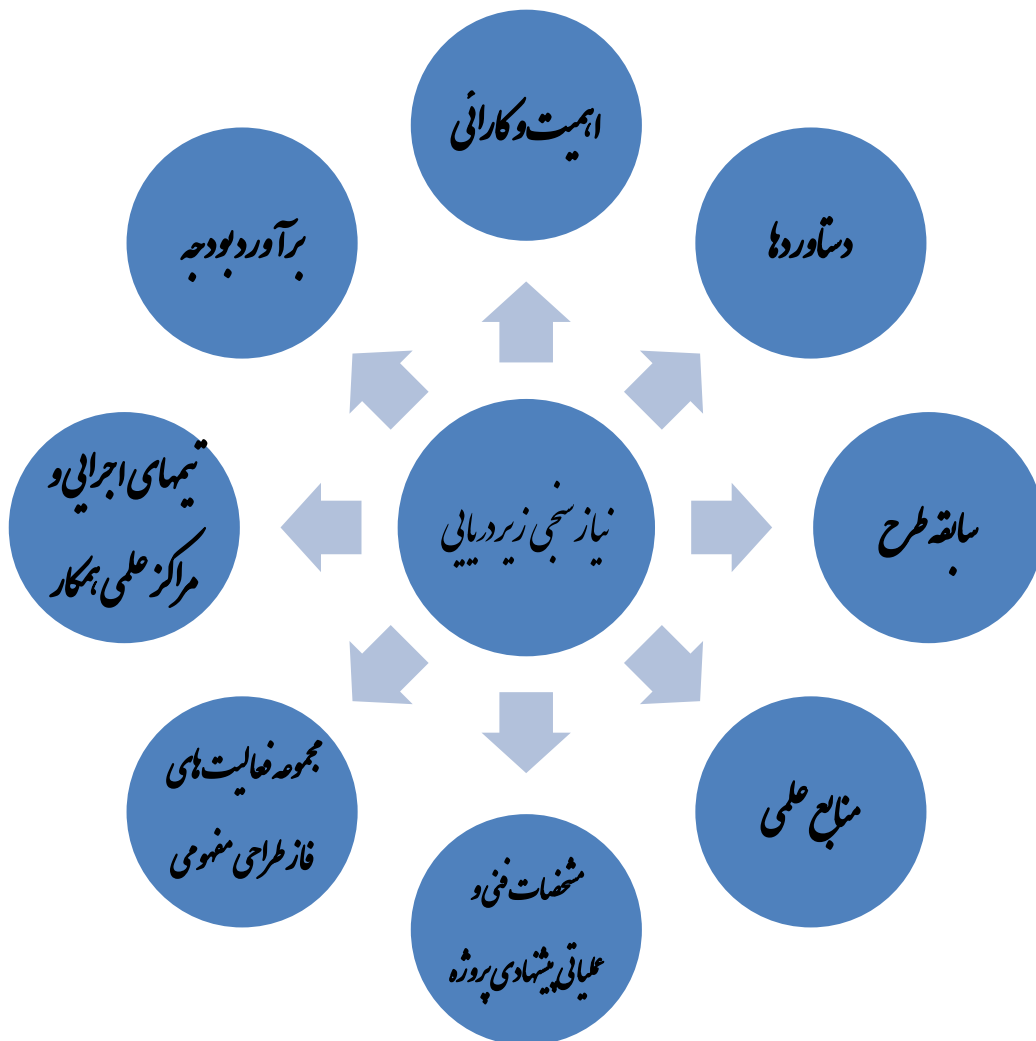 اهمیت و کارائی
دستاوردها
سابقه طرح
منابع علمی
مشخصات فنی و
عملیاتی پیشنهادی پروژه
مجموعه فعالیت های
فاز طراحی مفهومی
تیمهای اجرایی و
مراکز علمی همکار
برآورد بودجه
نیاز سنجی زیردریایی